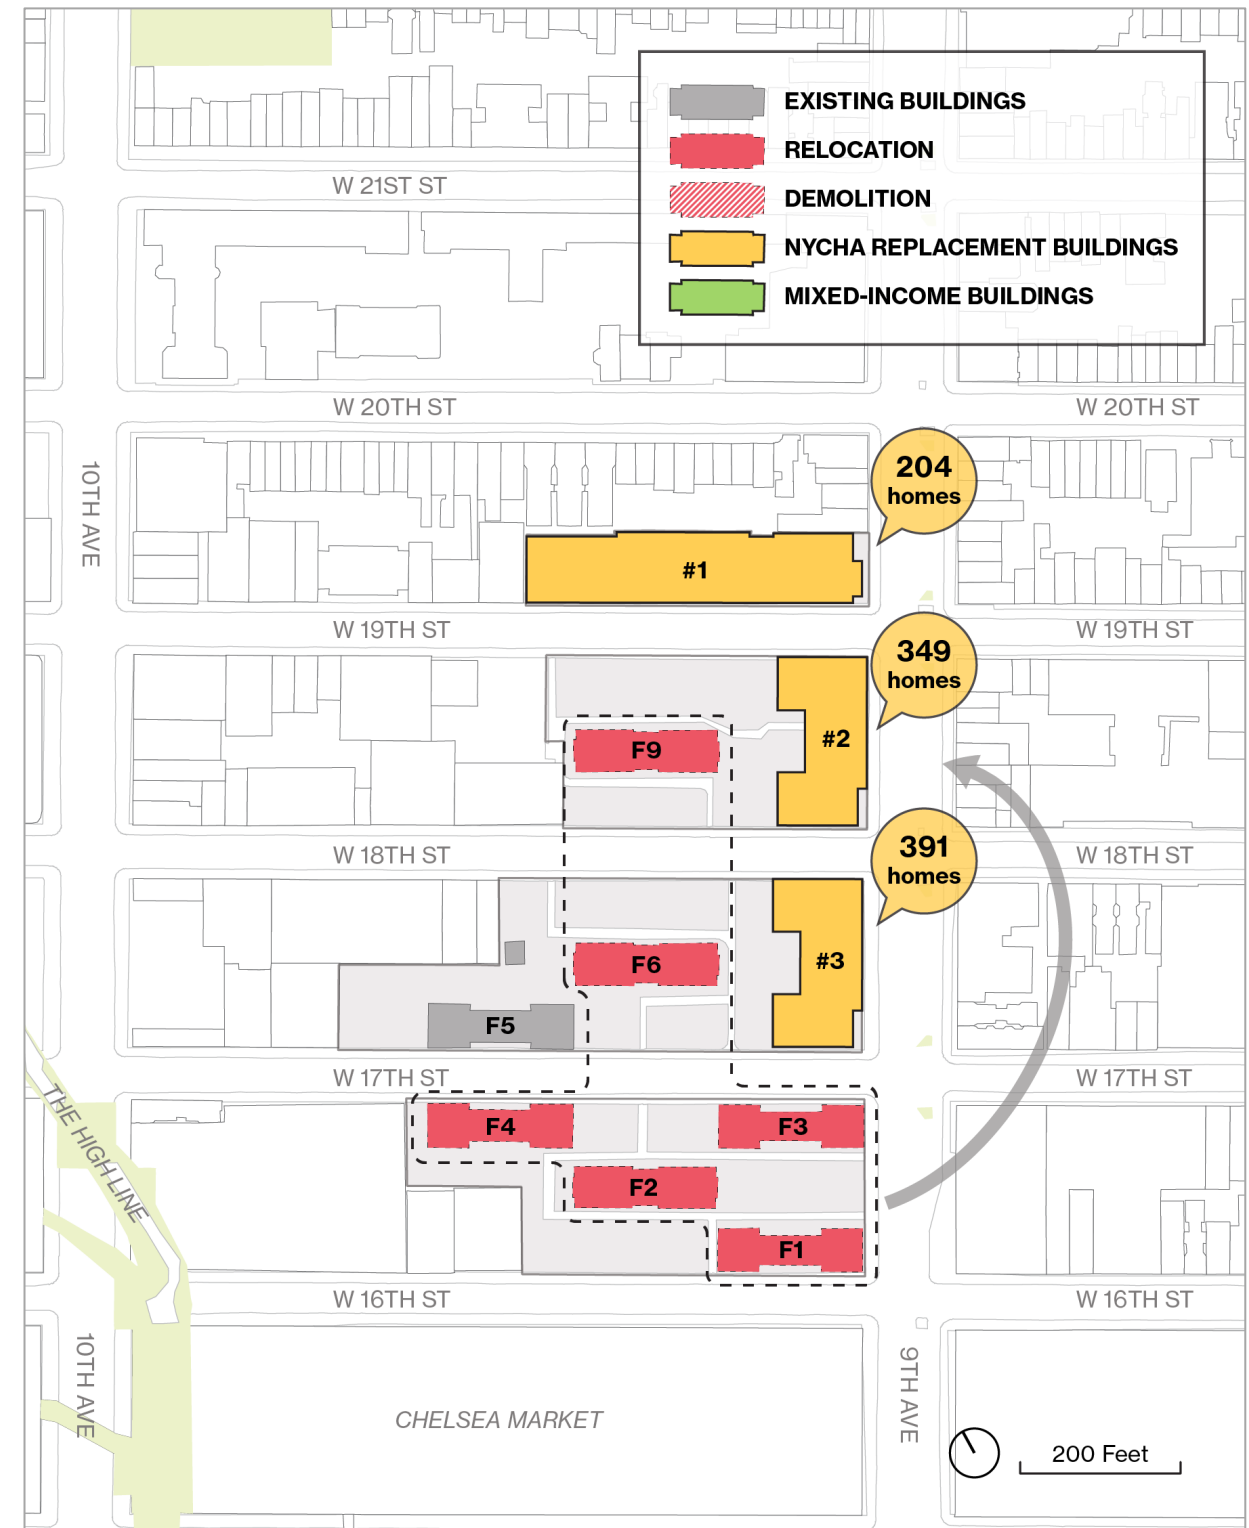 EXISTING BUILDINGS
RELOCATION
DEMOLITION
NYCHA REPLACEMENT BUILDINGS
MIXED-INCOME BUILDINGS
W 21ST ST
W 20TH ST
W 20TH ST
10TH AVE
204
homes
#1
W 19TH ST
W 19TH ST
349
homes
#2
F9
W 18TH ST
W 18TH ST
391
homes
#3
F6
F5
W 17TH ST
W 17TH ST
THE HIGH LINE
F4
F3
F2
F1
W 16TH ST
W 16TH ST
10TH AVE
9TH AVE
CHELSEA MARKET
200 Feet